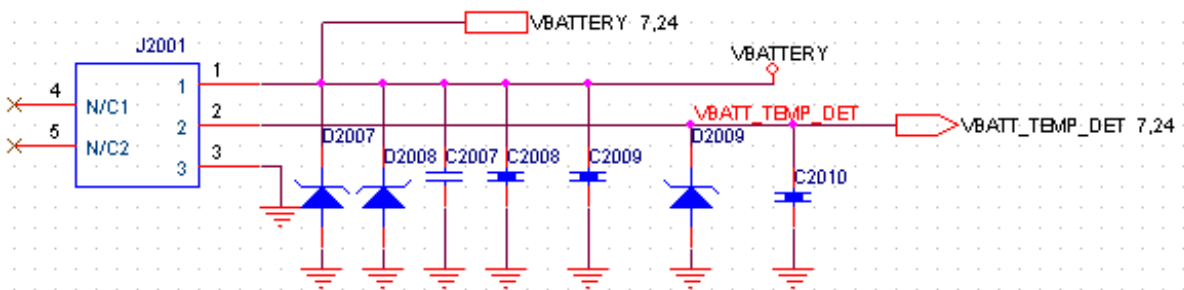 VBATTERY 7,24
J2001
VBATTERY
1
4
N/C1
1
2
VBATT_TEMP_DET
5
2
VBATT_TEMP_DET 7,24
N/C2
D2007
D2009
3
3
D2008
C2007
C2008
C2009
C2010